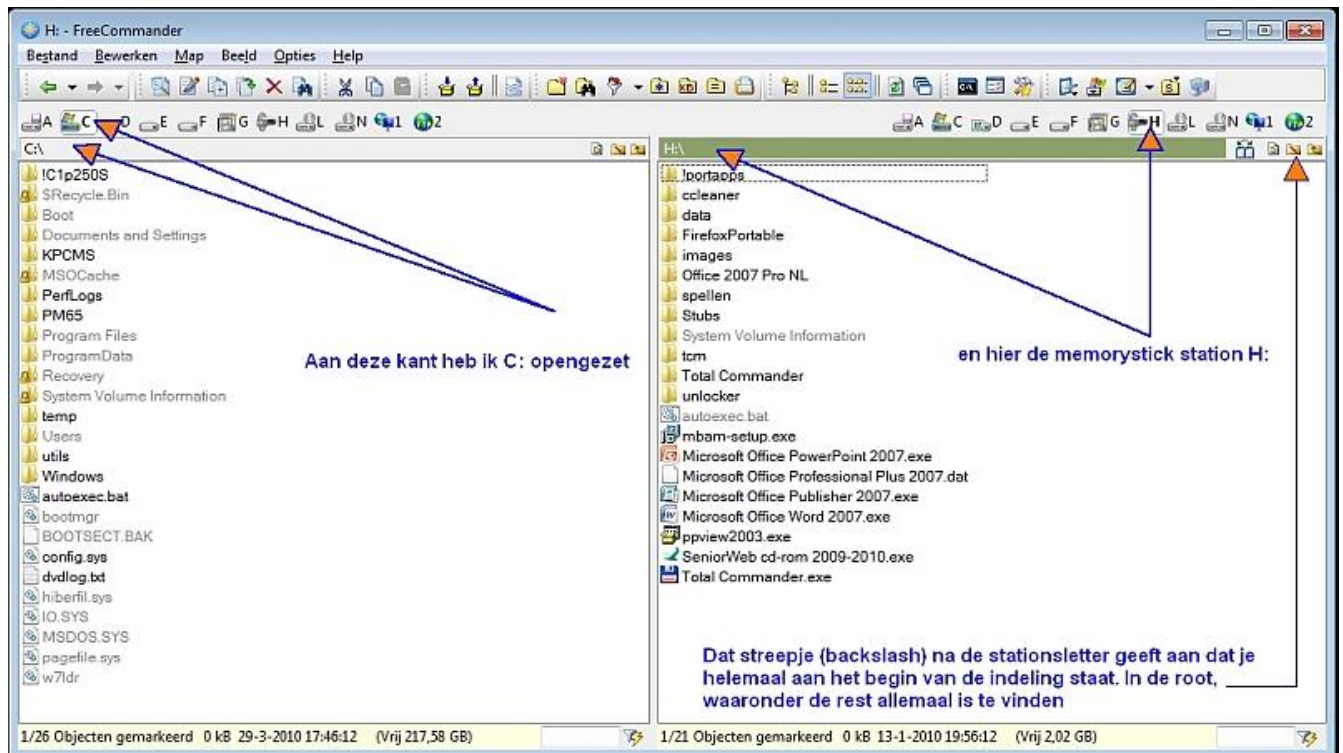 H: - FreeCommander
Bestand Bewerken Map Beeld Opties Help
A C D E F G H L N 1 2
A C D E F G H L N 1 2
C:\
!C1p250S
$Recycle.Bin
Boot
Documents and Settings
KPCMS
MSOCache
PerfLogs
PM65
Program Files
ProgramData
Recovery
System Volume Information
temp
Users
utils
Windows
autoexec.bat
bootmgr
BOOTSECT.BAK
config.sys
dvdlog.txt
hiberfil.sys
IO.SYS
MSDOS.SYS
pagefile.sys
w7ldr
Aan deze kant heb ik C: opengezet
1/26 Objecten gemarkeerd 0 kB 29-3-2010 17:46:12 (Vrij 217,58 GB)
H:\
!portapps
ccleaner
data
FirefoxPortable
images
Office 2007 Pro NL
spellen
Stubs
System Volume Information
tcm
Total Commander
unlocker
autoexec.bat
mbam-setup.exe
Microsoft Office PowerPoint 2007.exe
Microsoft Office Professional Plus 2007.dat
Microsoft Office Publisher 2007.exe
Microsoft Office Word 2007.exe
ppview2003.exe
SeniorWeb cd-rom 2009-2010.exe
Total Commander.exe
en hier de memorystick station H:
Dat streepje (backslash) na de stationsletter geeft aan dat je
helemaal aan het begin van de indeling staat. In de root,
waaronder de rest allemaal is te vinden
1/21 Objecten gemarkeerd 0 kB 13-1-2010 19:56:12 (Vrij 2,02 GB)